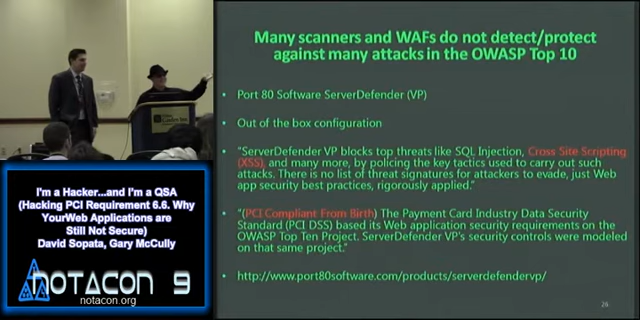 Many scanners and WAFs do not detect/protect
against many attacks in the OWASP Top 10
• Port 80 Software ServerDefender (VP)
• Out of the box configuration
• "ServerDefender VP blocks top threats like SQL Injection, Cross Site Scripting
(XSS), and many more, by policing the key tactics used to carry out such
attacks. There is no list of threat signatures for attackers to evade, just Web
app security best practices, rigorously applied."
• "(PCI Compliant From Birth) The Payment Card Industry Data Security
Standard (PCI DSS) based its Web application security requirements on the
OWASP Top Ten Project. ServerDefender VP's security controls were modeled
on that same project."
• http://www.port80software.com/products/serverdefendervp/
26
I'm a Hacker...and I'm a QSA
(Hacking PCI Requirement 6.6. Why
YourWeb Applications are
Still Not Secure)
David Sopata, Gary McCully
NOTACON 9
notacon.org